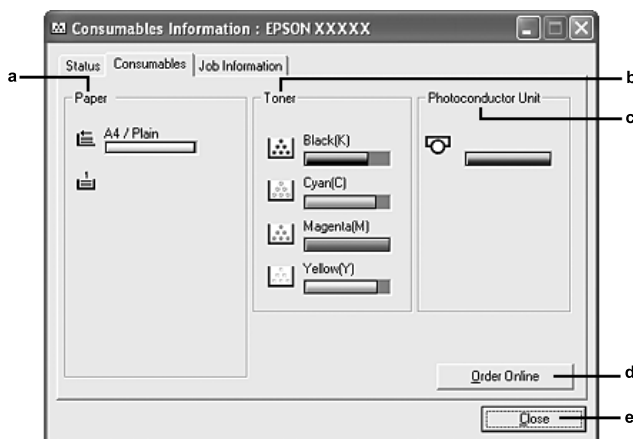 Consumables Information : EPSON XXXXX
Status Consumables Job Information
a
Paper
A4 / Plain
1
b
Toner
Black(K)
Cyan(C)
Magenta(M)
Yellow(Y)
Photoconductor Unit
c
Order Online
d
Close
e